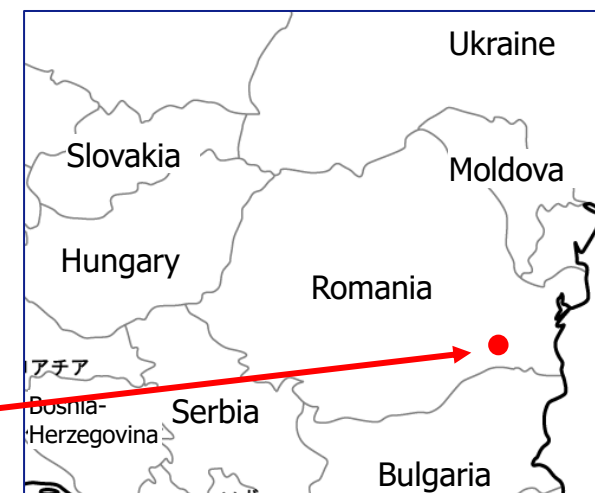 Ukraine
Slovakia
Moldova
Hungary
Romania
アチア
Bosnia-
Herzegovina
Serbia
Bulgaria